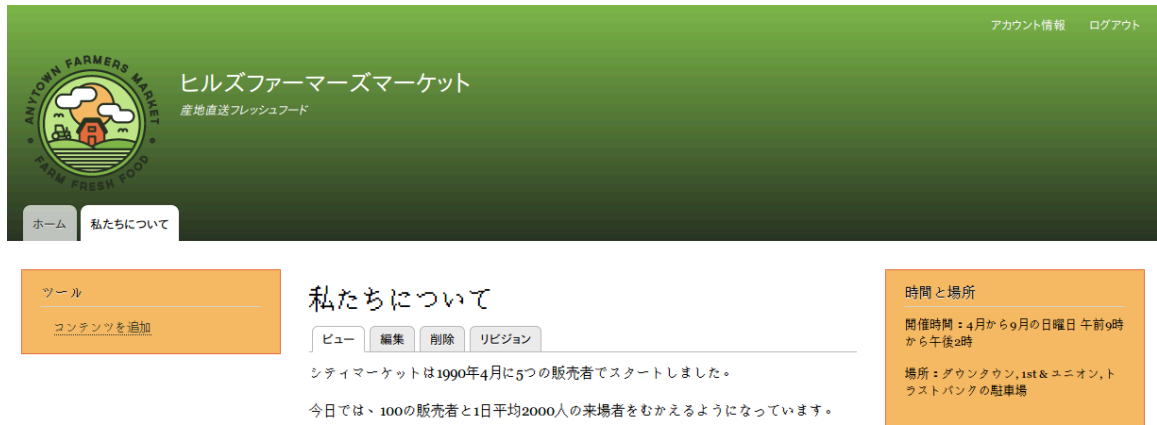 アカウント情報 ログアウト
ANYTOWN FARMERS MARKET
FARM FRESH FOOD
ヒルズファーマーズマーケット
産地直送フレッシュフード
ホーム 私たちについて
ツール
コンテンツを追加
私たちについて
ビュー 編集 削除 リビジョン
シティマーケットは1990年4月に5つの販売者でスタートしました。
今日では、100の販売者と1日平均2000人の来場者をむかえるようになっています。
時間と場所
開催時間：4月から9月の日曜日 午前9時
から午後2時
場所：ダウンタウン, 1st & ユニオン, ト
ラストバンクの駐車場